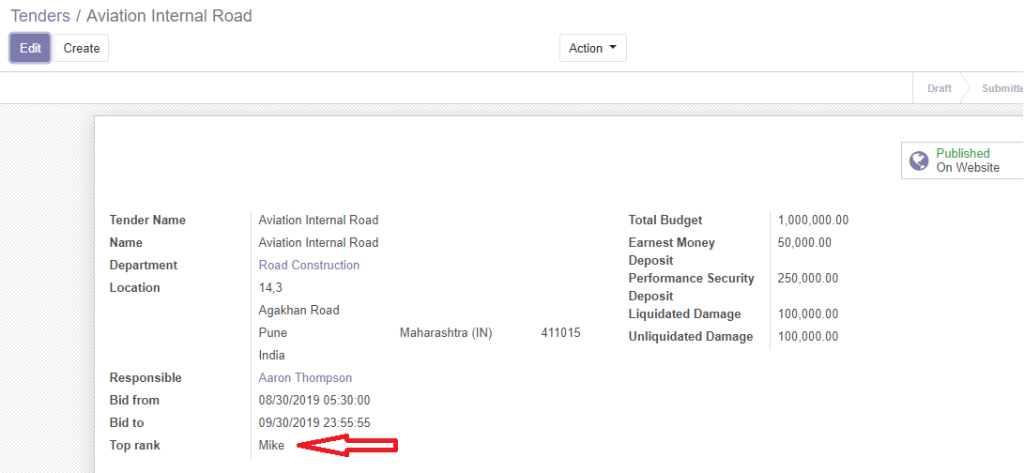 Tenders / Aviation Internal Road
Edit Create Action
Draft Submitte
Published
On Website
Tender Name Aviation Internal Road
Name Aviation Internal Road
Department Road Construction
Location 14,3
Agakhan Road
Pune Maharashtra (IN) 411015
India
Responsible Aaron Thompson
Bid from 08/30/2019 05:30:00
Bid to 09/30/2019 23:55:55
Top rank Mike
Total Budget 1,000,000.00
Earnest Money 50,000.00
Deposit
Performance Security 250,000.00
Deposit
Liquidated Damage 100,000.00
Unliquidated Damage 100,000.00